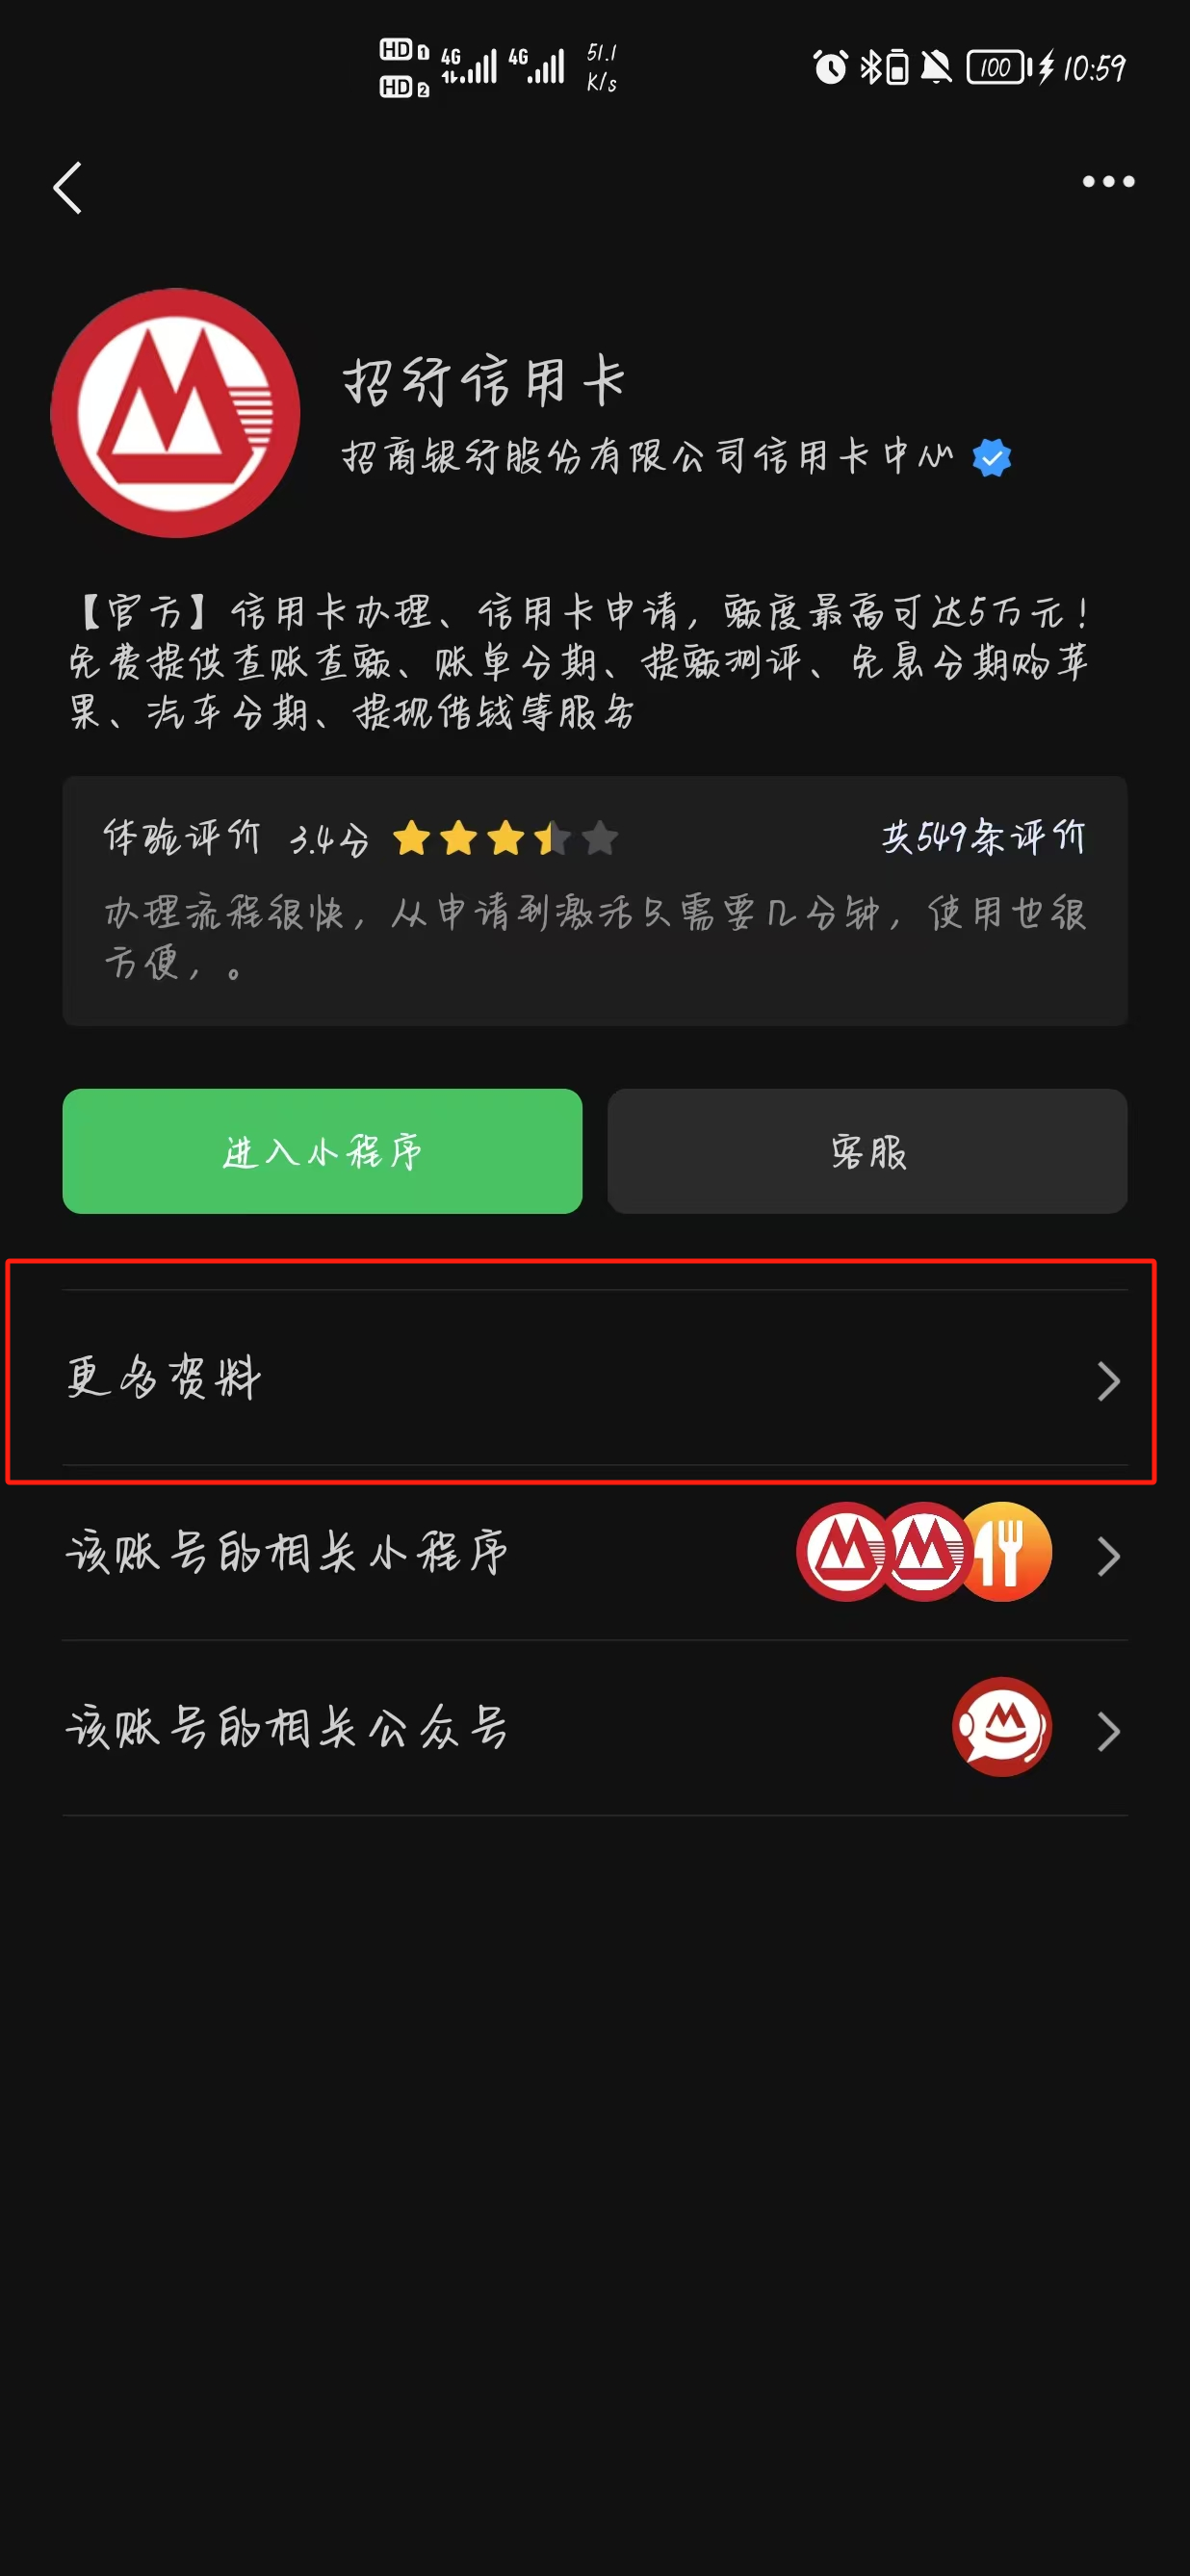 HD 1 4G 4G 51.1 100 10:59
HD 2 K/s
招行信用卡
招商银行股份有限公司信用卡中心
【官方】信用卡办理、信用卡申请，额度最高可达5万元！
免费提供查账查额、账单分期、提额测评、免息分期购苹
果、汽车分期、提现借钱等服务
体验评价 3.4分 共549条评价
办理流程很快，从申请到激活只需要几分钟，使用也很
方便，。
进入小程序 客服
更多资料
该账号的相关小程序
该账号的相关公众号